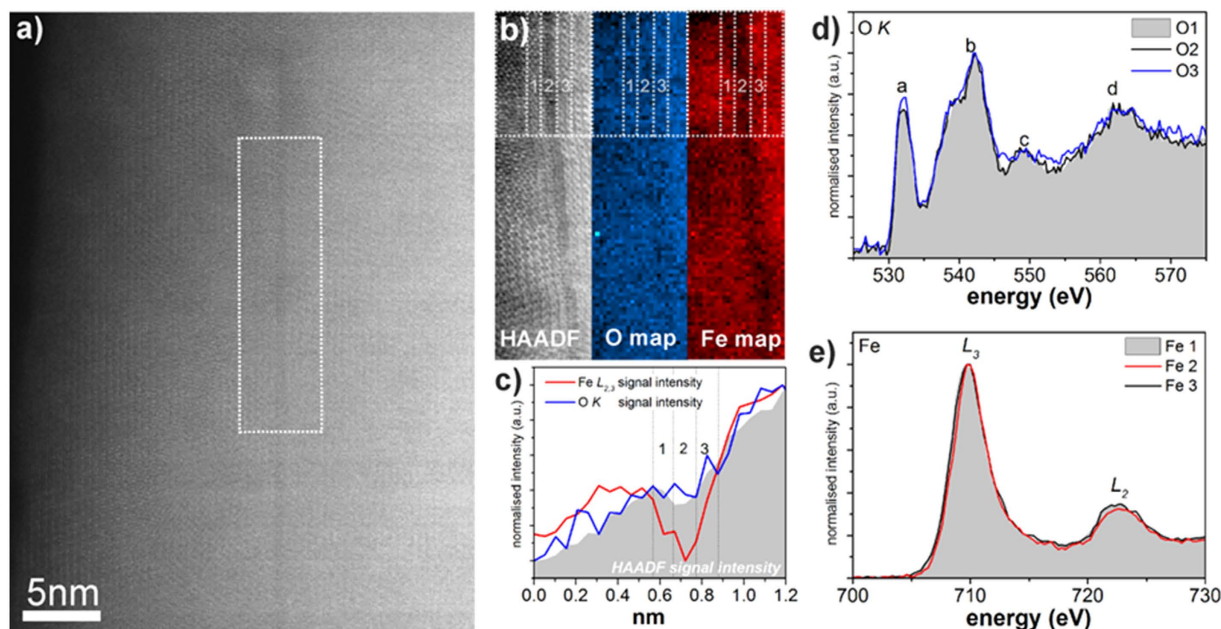 a)
5nm
b)
1 2 3
1 2 3
1 2 3
HAADF
O map
Fe map
c)
Fe L2,3 signal intensity
O K signal intensity
1
2
3
HAADF signal intensity
normalised intensity (a.u.)
0.0 0.2 0.4 0.6 0.8 1.0 1.2
nm
d)
O K
O1
O2
O3
a
b
c
d
normalised intensity (a.u.)
530 540 550 560 570
energy (eV)
e)
Fe
Fe 1
Fe 2
Fe 3
L3
L2
normalised intensity (a.u.)
700 710 720 730
energy (eV)